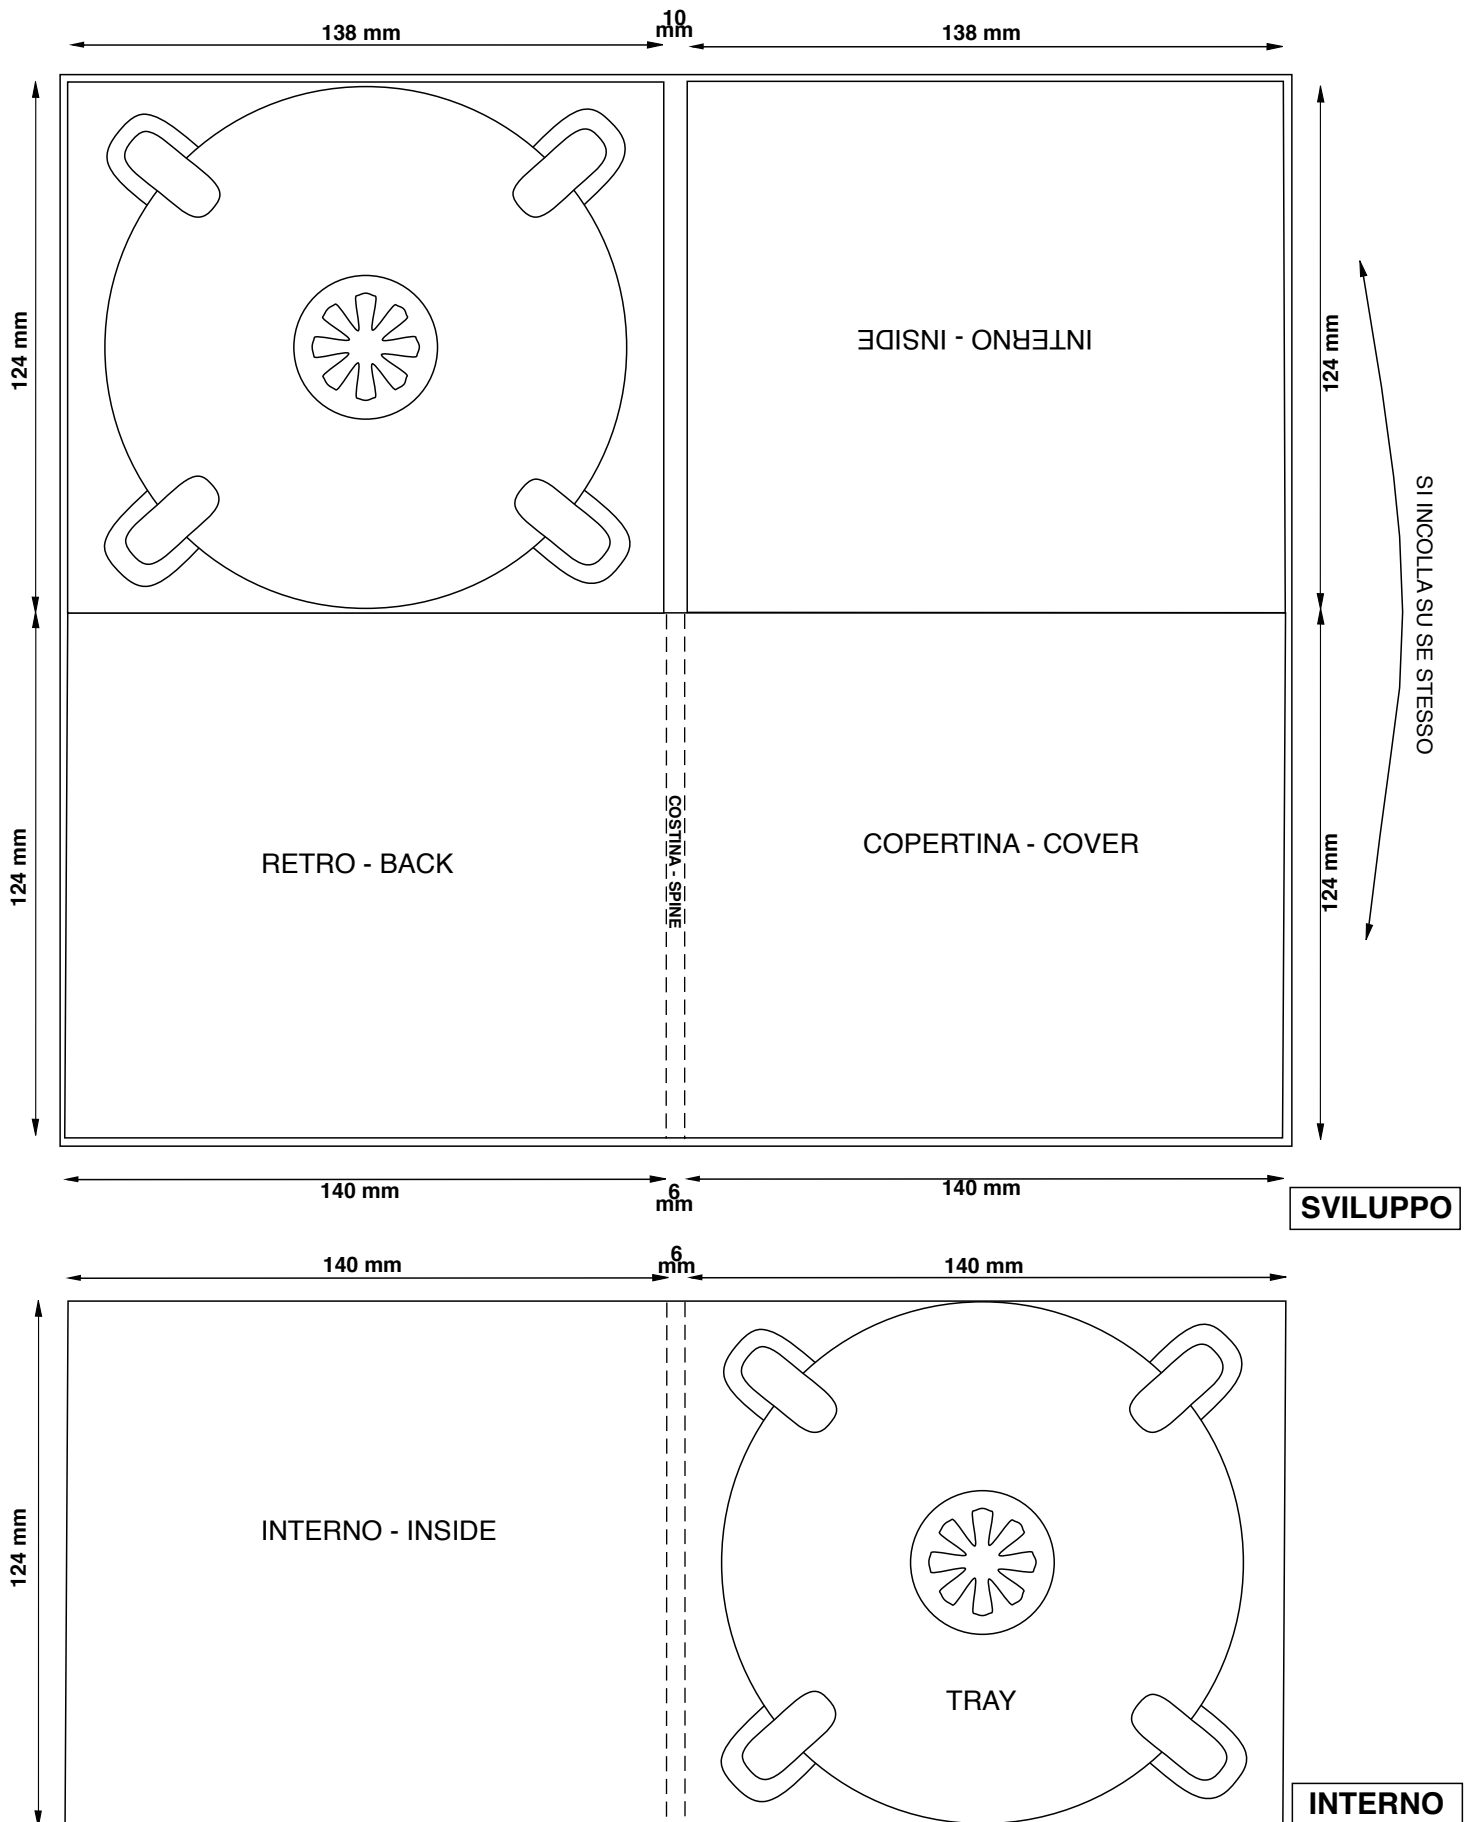 10
mm
138 mm
138 mm
124 mm
INTERNO - INSIDE
124 mm
SI INCOLLA SU SE STESSO
124 mm
RETRO - BACK
COSTINA - SPINE
COPERTINA - COVER
124 mm
140 mm
6
mm
140 mm
SVILUPPO
140 mm
6
mm
140 mm
124 mm
INTERNO - INSIDE
TRAY
INTERNO